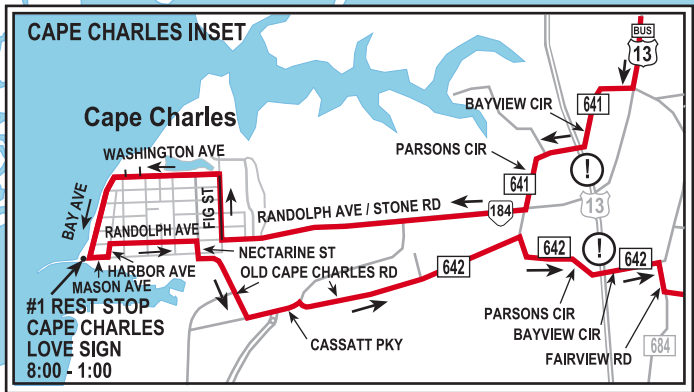 CAPE CHARLES INSET
BUS
13
641
BAYVIEW CIR
Cape Charles
PARSONS CIR
WASHINGTON AVE
!
641
BAY AVE
FIG ST
RANDOLPH AVE / STONE RD
184
13
RANDOLPH AVE
NECTARINE ST
!
642
642
642
HARBOR AVE
OLD CAPE CHARLES RD
MASON AVE
#1 REST STOP
CAPE CHARLES
LOVE SIGN
8:00 - 1:00
CASSATT PKY
PARSONS CIR
BAYVIEW CIR
FAIRVIEW RD
684